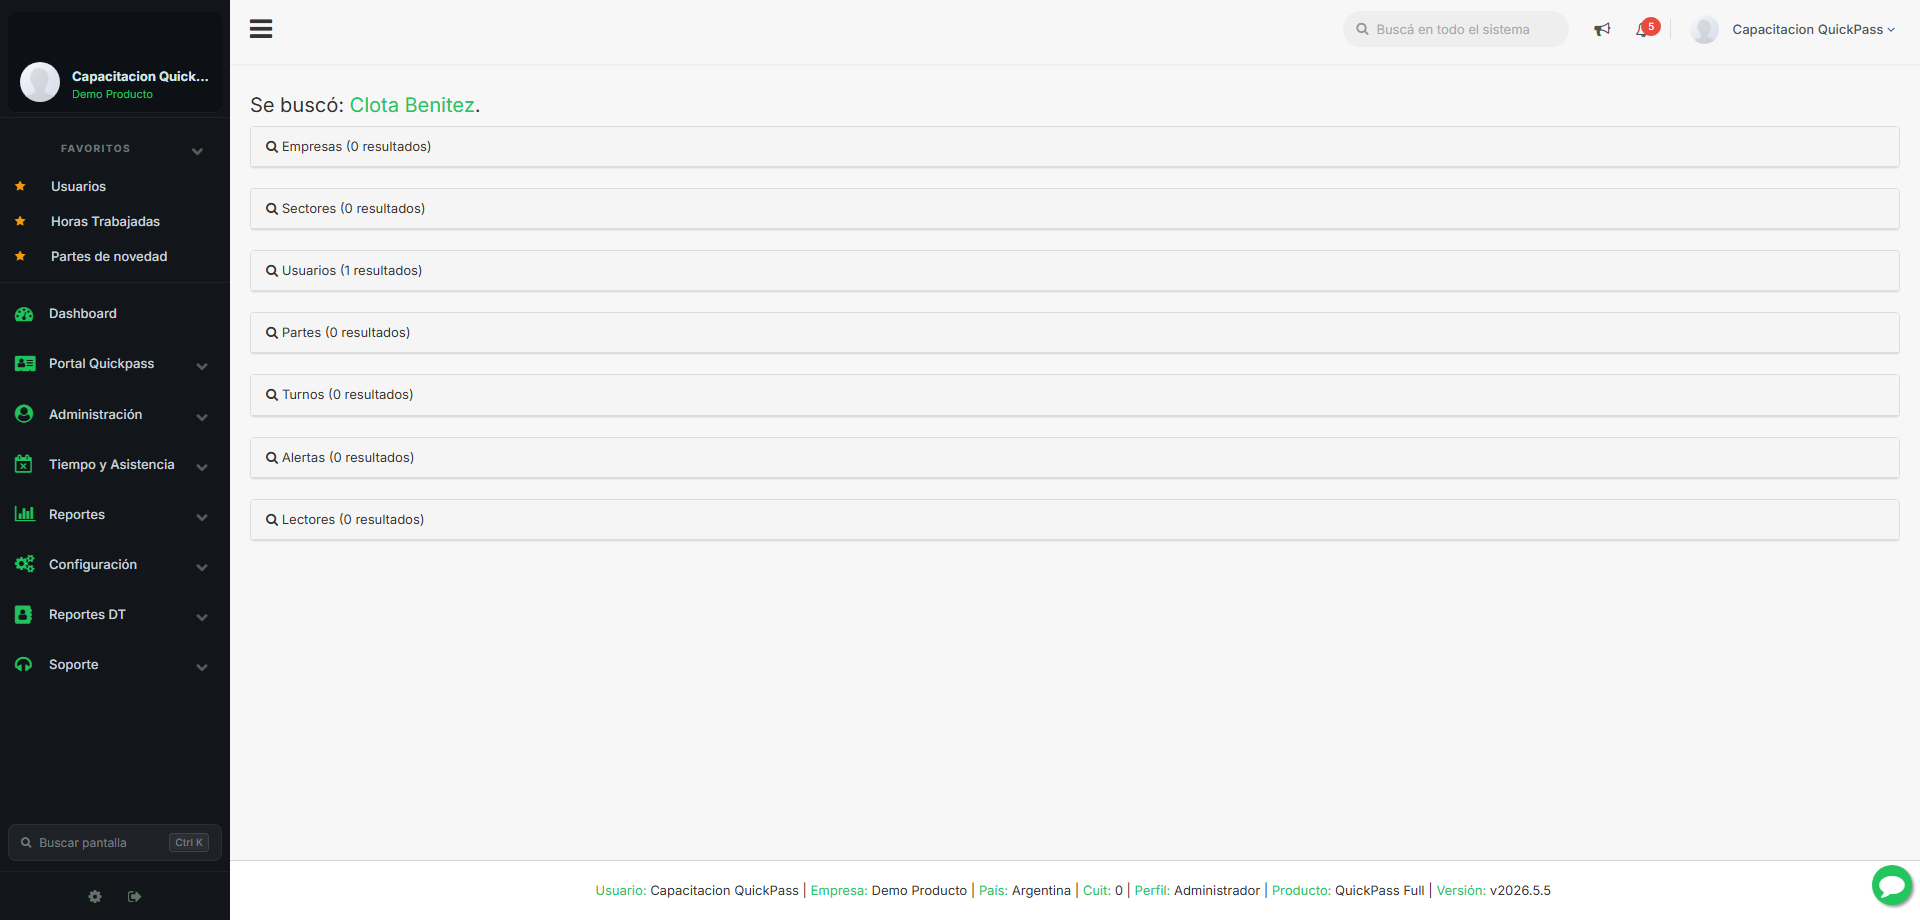 Capacitacion Quick...
Demo Producto
FAVORITOS
Usuarios
Horas Trabajadas
Partes de novedad
Dashboard
Portal Quickpass
Administración
Tiempo y Asistencia
Reportes
Configuración
Reportes DT
Soporte
Buscar pantalla
Ctrl K
Buscá en todo el sistema
5
Capacitacion QuickPass
Se buscó: Clota Benitez.
Empresas (0 resultados)
Sectores (0 resultados)
Usuarios (1 resultados)
Partes (0 resultados)
Turnos (0 resultados)
Alertas (0 resultados)
Lectores (0 resultados)
Usuario: Capacitacion QuickPass | Empresa: Demo Producto | País: Argentina | Cuit: 0 | Perfil: Administrador | Producto: QuickPass Full | Versión: v2026.5.5